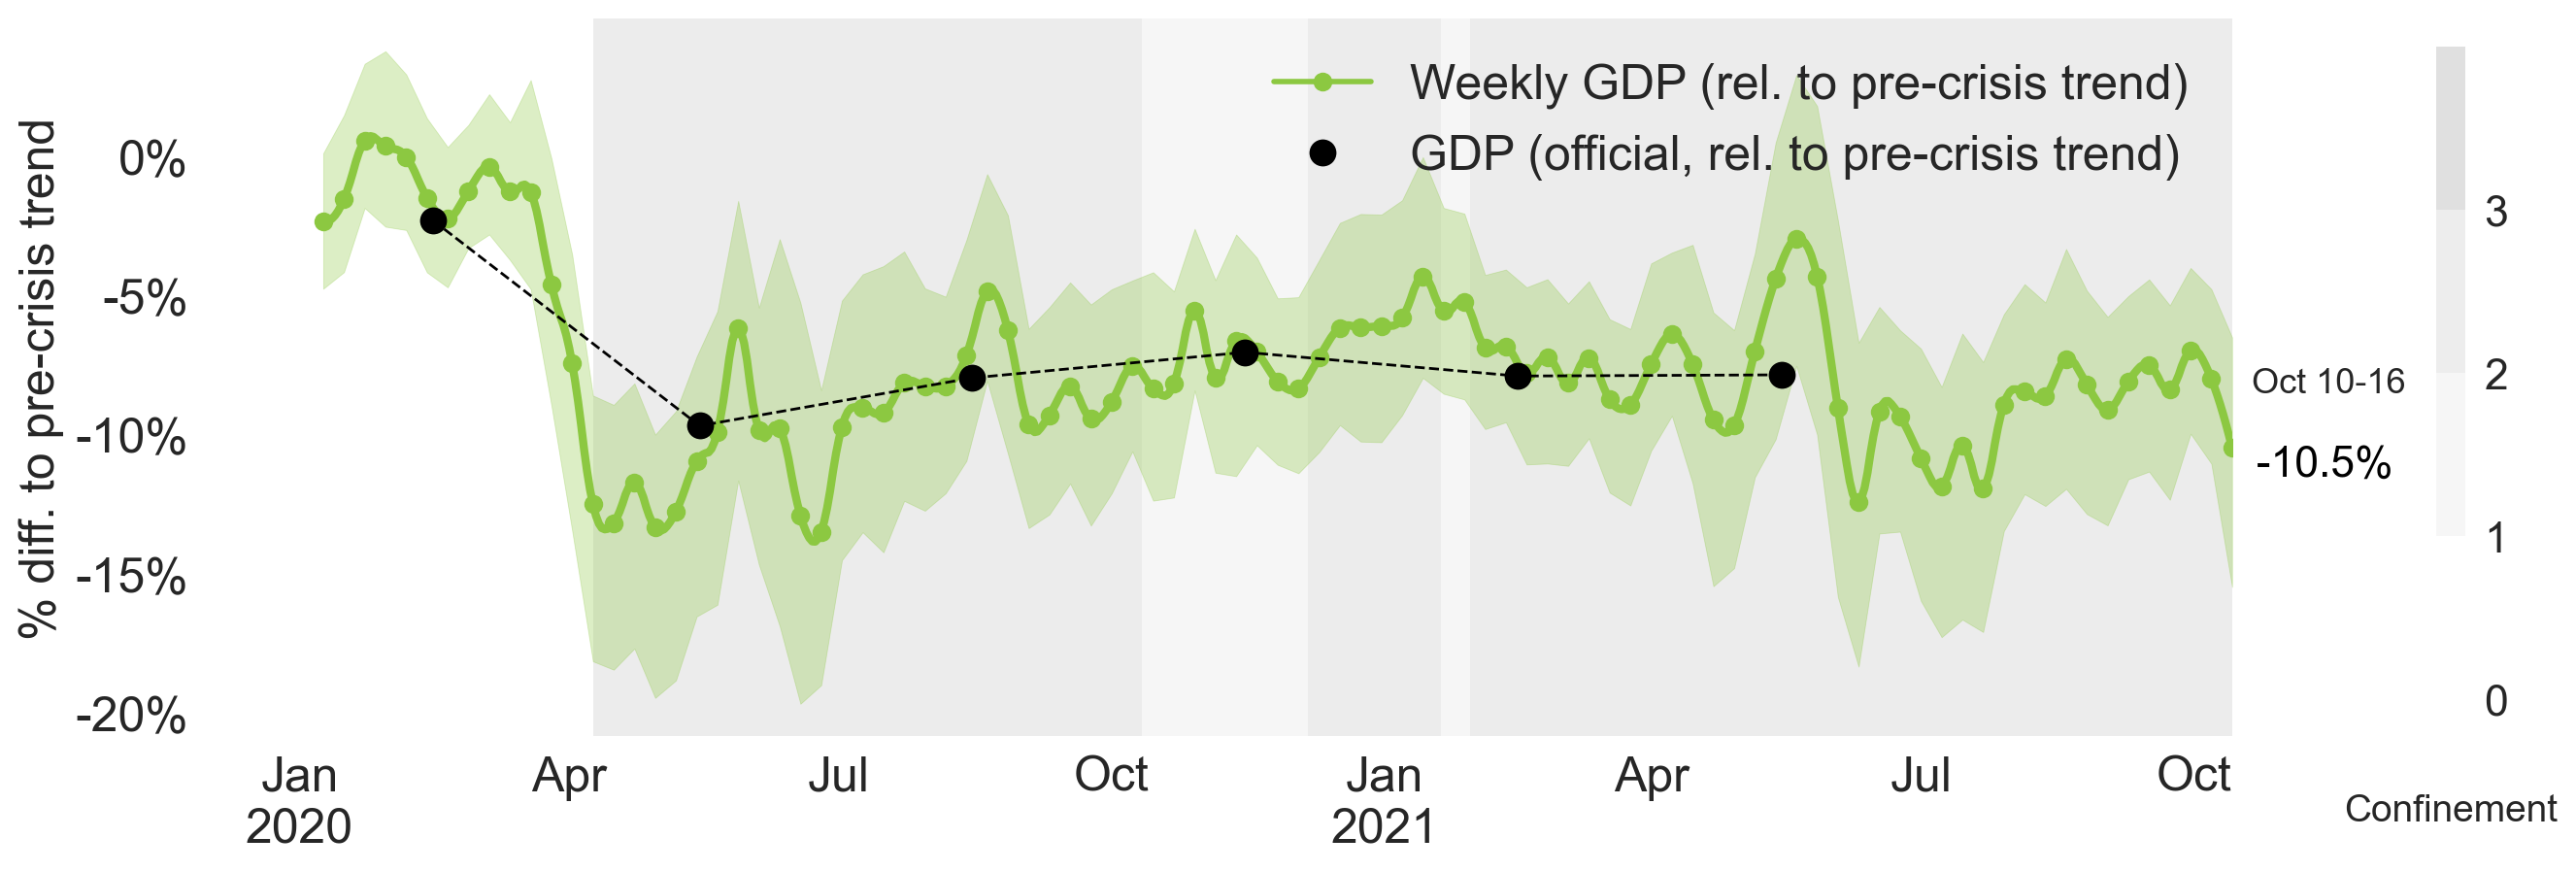 % diff. to pre-crisis trend
0%
-5%
-10%
-15%
-20%
Weekly GDP (rel. to pre-crisis trend)
GDP (official, rel. to pre-crisis trend)
Oct 10-16
-10.5%
3
2
1
0
Confinement
Jan Apr Jul Oct Jan Apr Jul Oct
2020 2021